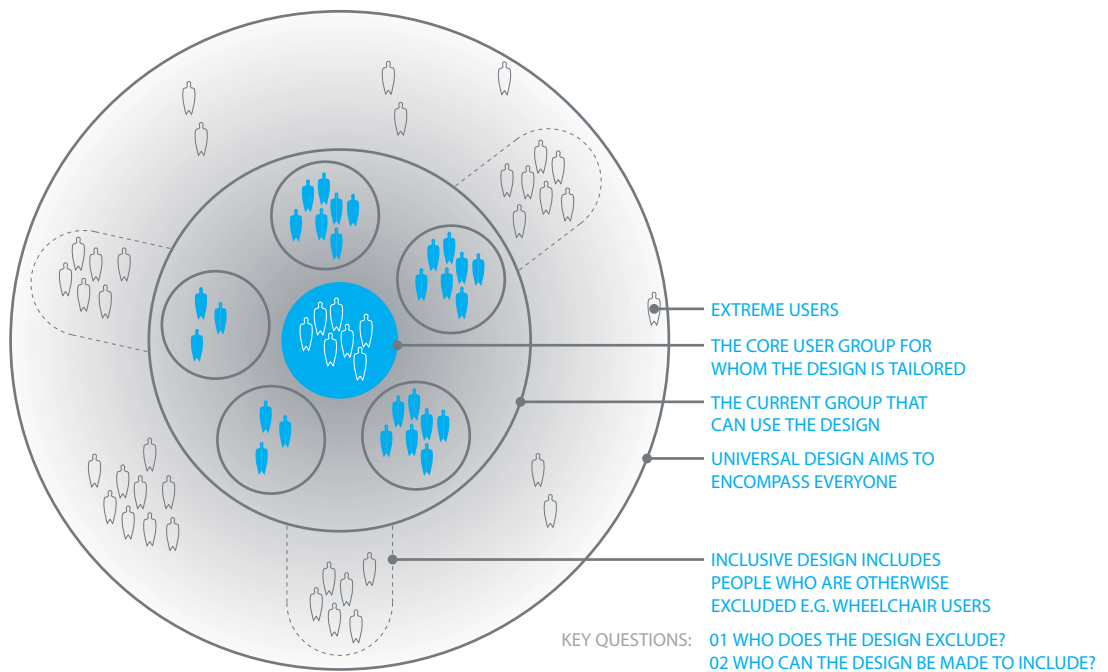 EXTREME USERS
THE CORE USER GROUP FOR
WHOM THE DESIGN IS TAILORED
THE CURRENT GROUP THAT
CAN USE THE DESIGN
UNIVERSAL DESIGN AIMS TO
ENCOMPASS EVERYONE
INCLUSIVE DESIGN INCLUDES
PEOPLE WHO ARE OTHERWISE
EXCLUDED E.G. WHEELCHAIR USERS
KEY QUESTIONS: 01 WHO DOES THE DESIGN EXCLUDE?
02 WHO CAN THE DESIGN BE MADE TO INCLUDE?